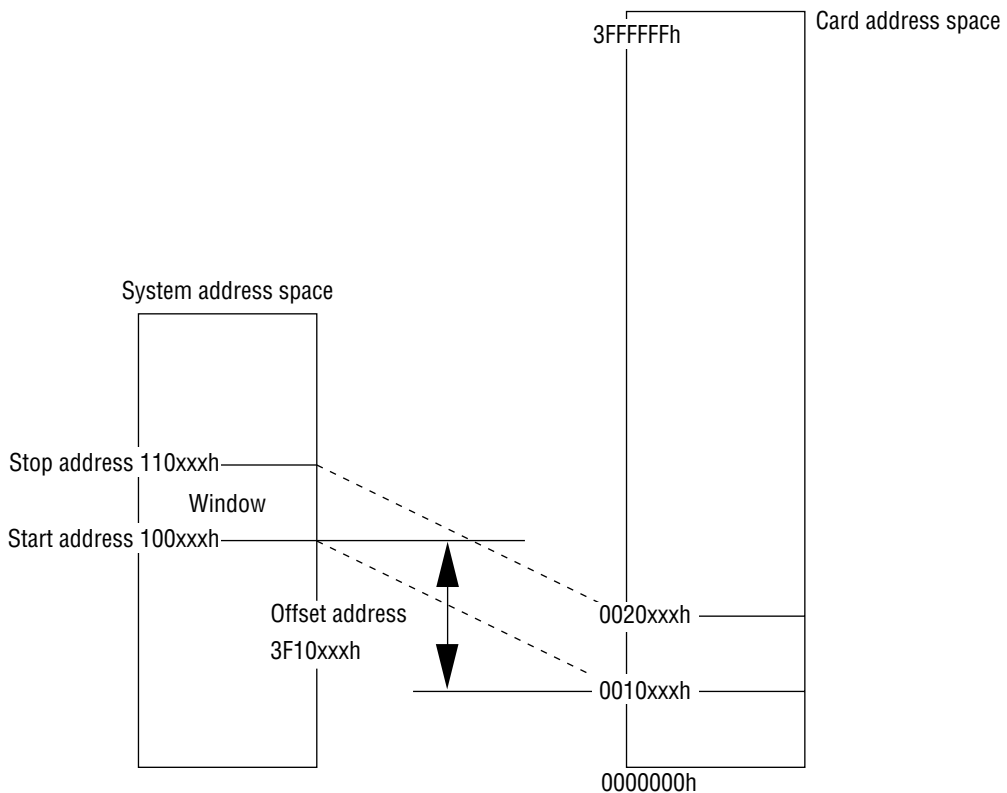 Card address space
3FFFFFFh
System address space
Stop address 110xxxh
Window
Start address 100xxxh
Offset address
3F10xxxh
0020xxxh
0010xxxh
0000000h